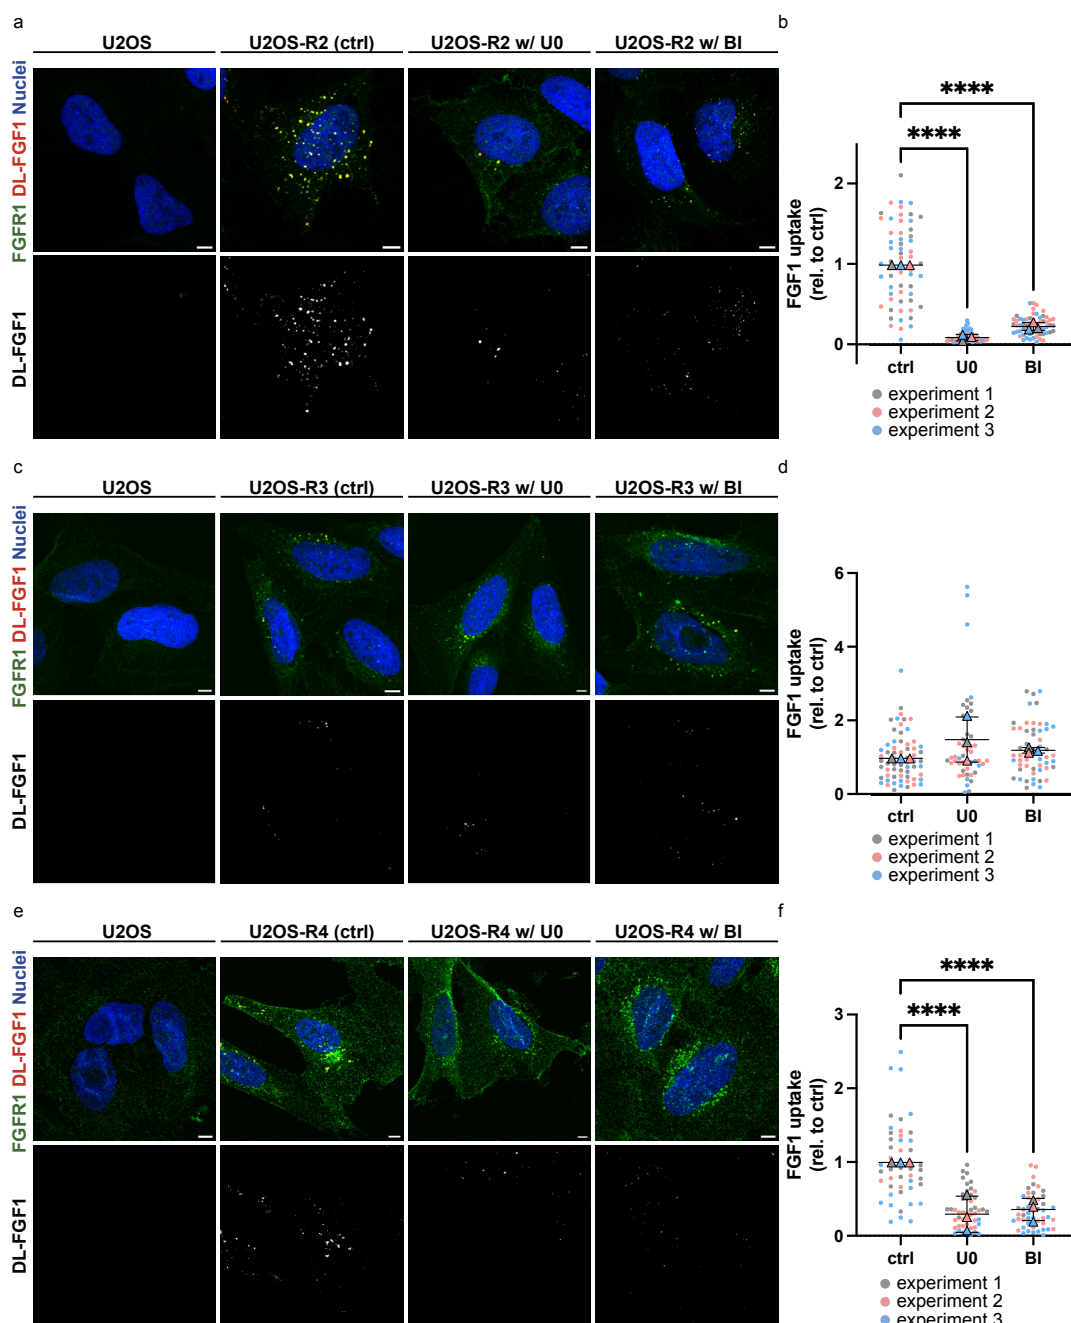 a
U2OS
U2OS-R2 (ctrl)
U2OS-R2 w/ U0
U2OS-R2 w/ BI
FGFR1 DL-FGF1 Nuclei
DL-FGF1
b
****
****
FGF1 uptake
(rel. to ctrl)
2
1
0
ctrl
U0
BI
experiment 1
experiment 2
experiment 3
c
U2OS
U2OS-R3 (ctrl)
U2OS-R3 w/ U0
U2OS-R3 w/ BI
FGFR1 DL-FGF1 Nuclei
DL-FGF1
d
FGF1 uptake
(rel. to ctrl)
6
4
2
0
ctrl
U0
BI
experiment 1
experiment 2
experiment 3
e
U2OS
U2OS-R4 (ctrl)
U2OS-R4 w/ U0
U2OS-R4 w/ BI
FGFR1 DL-FGF1 Nuclei
DL-FGF1
f
****
****
FGF1 uptake
(rel. to ctrl)
3
2
1
0
ctrl
U0
BI
experiment 1
experiment 2
experiment 3